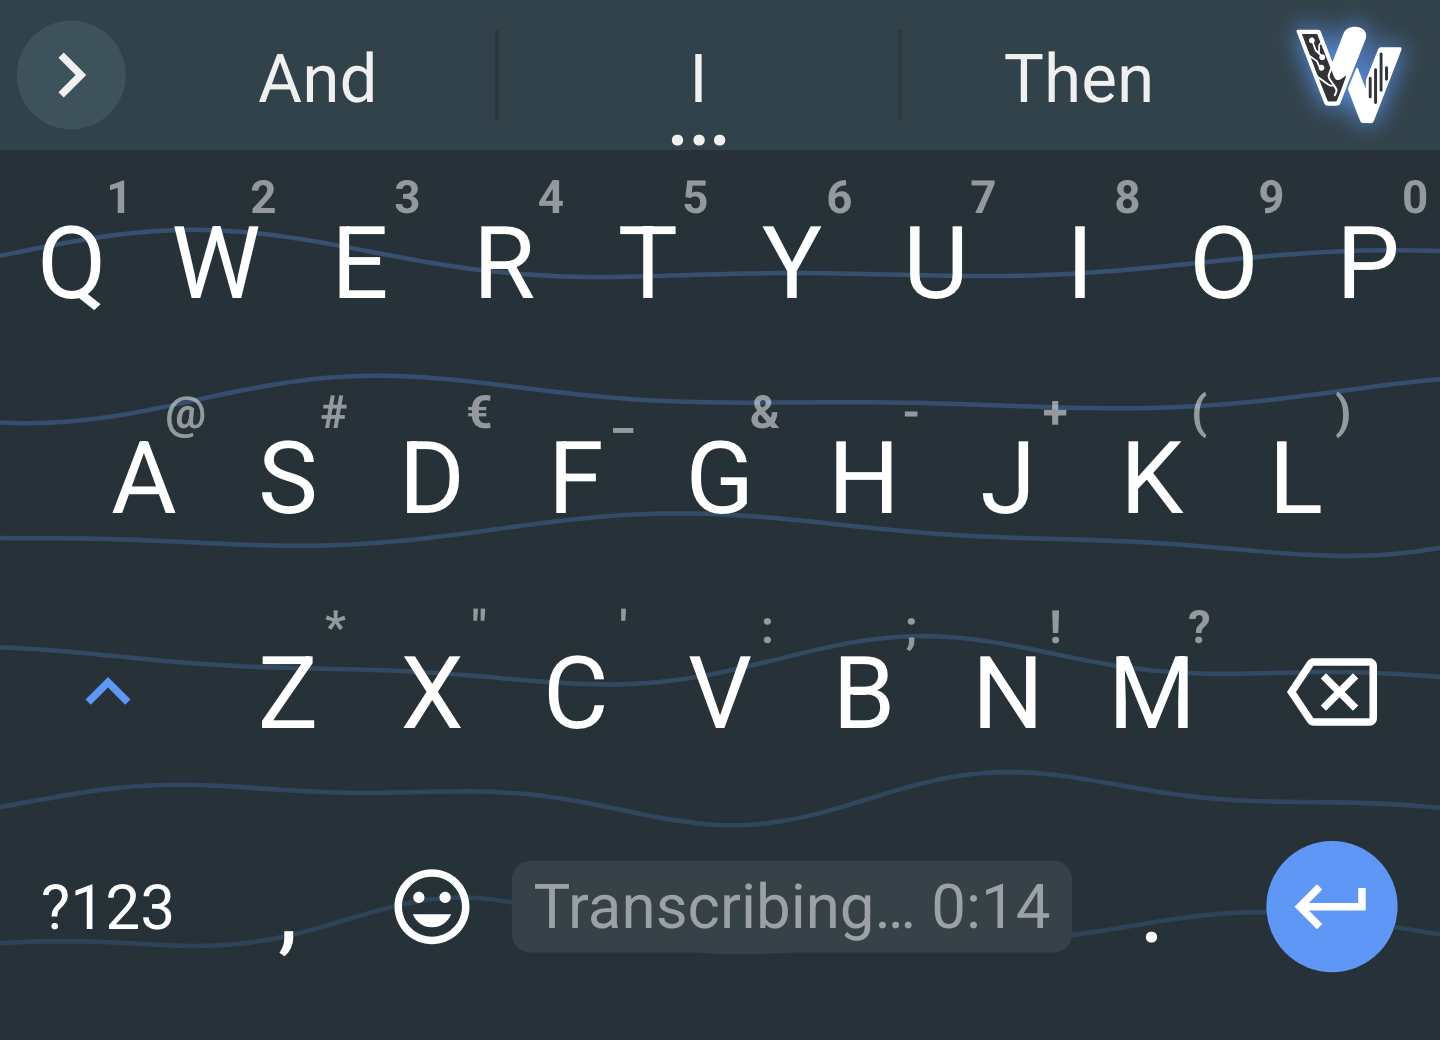 And I Then
1 2 3 4 5 6 7 8 9 0
Q W E R T Y U I O P
@ # € _ & - + ( )
A S D F G H J K L
* " ' : ; ! ?
Z X C V B N M
?123 , Transcribing... 0:14 .